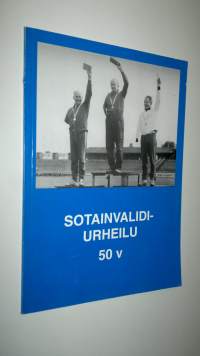 SOTAINVALIDI-
URHEILU
50 v